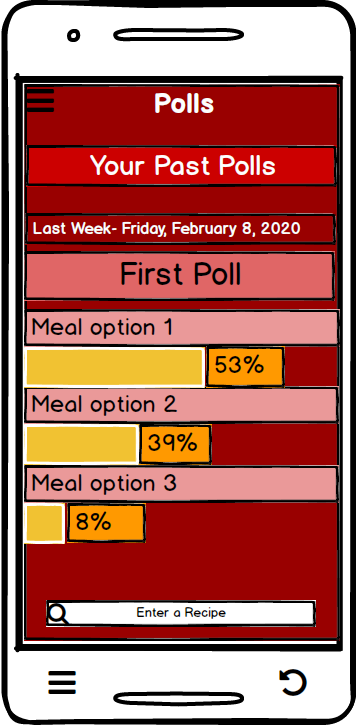 Polls
Your Past Polls
Last Week- Friday, February 8, 2020
First Poll
Meal option 1
53%
Meal option 2
39%
Meal option 3
8%
Enter a Recipe